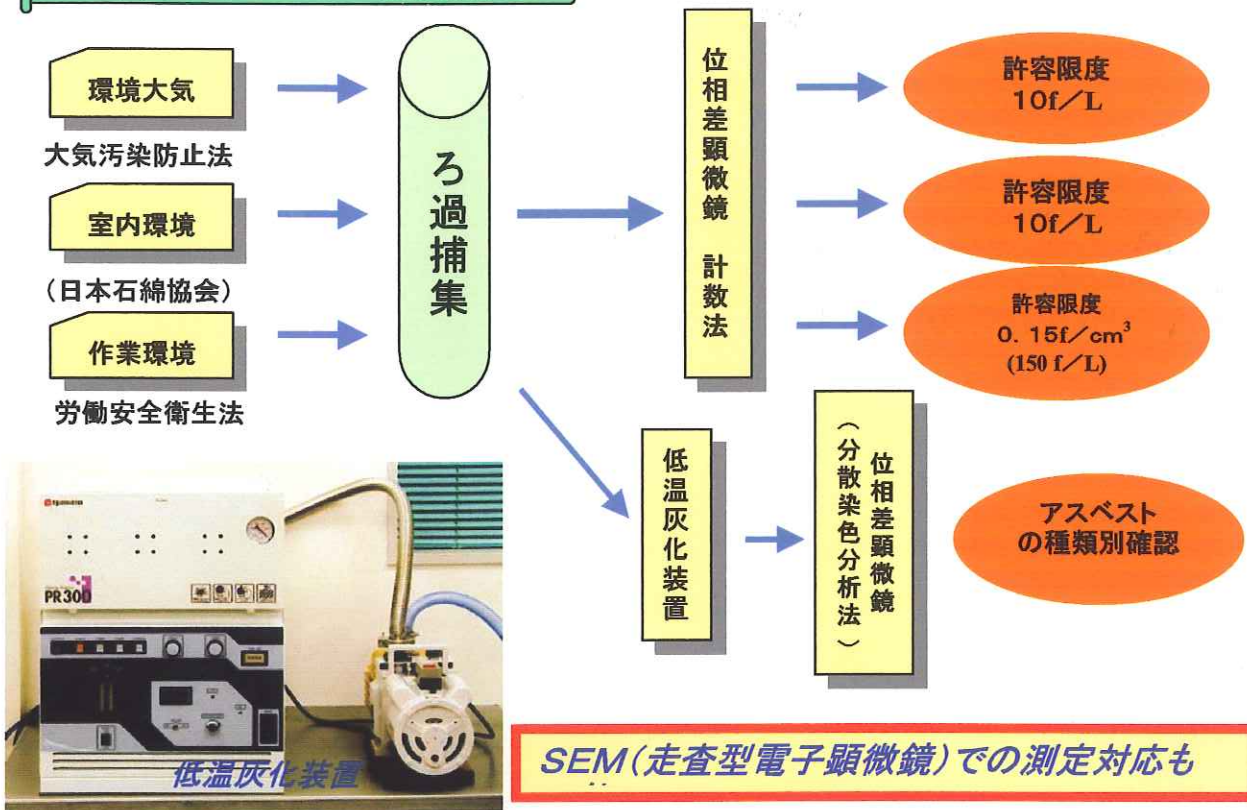 環境大気
大気汚染防止法
室内環境
(日本石綿協会)
作業環境
労働安全衛生法
ろ過捕集
位相差顕微鏡 計数法
許容限度
10f/L
許容限度
10f/L
許容限度
0.15f/cm³
(150 f/L)
低温灰化装置
位相差顕微鏡
(分散染色分析法)
アスベスト
の種類別確認
PR300
低温灰化装置
SEM(走査型電子顕微鏡)での測定対応も